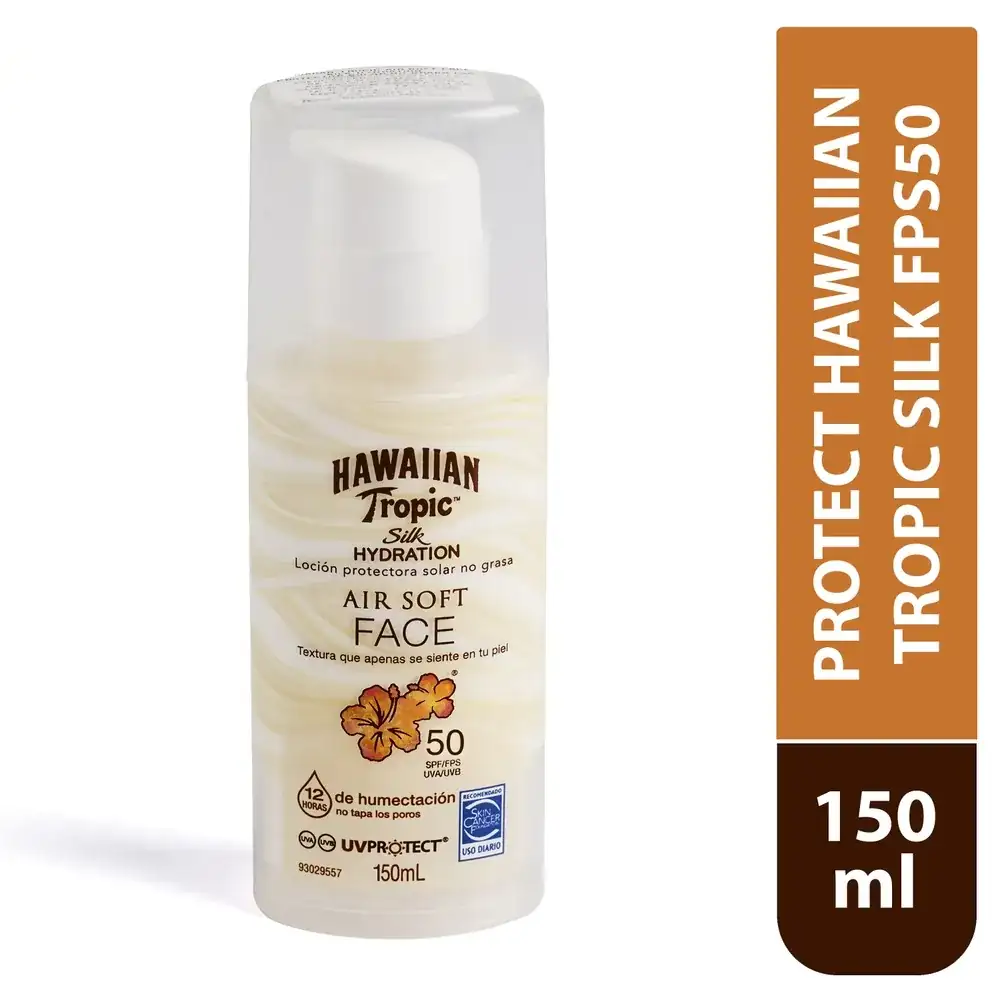 HAWAIIAN
Tropic™
Silk
HYDRATION
Loción protectora solar no grasa
AIR SOFT
FACE
Textura que apenas se siente en tu piel
®
50
SPF/FPS
UVA/UVB
12
HORAS
de humectación
no tapa los poros
RECOMENDADO
SKIN
CANCER
FOUNDATION
USO DIARIO
UVA UVB UVPROTECT®
93029557
150mL
PROTECT HAWAIIAN
TROPIC SILK FPS50
150
ml